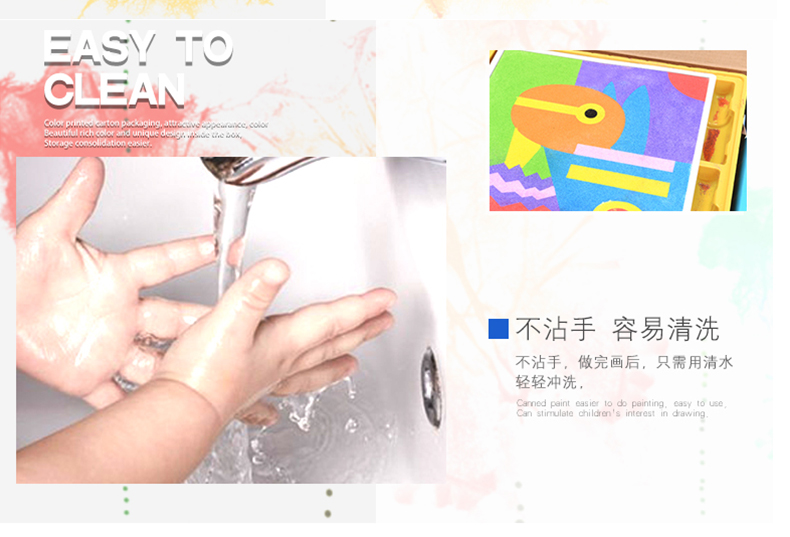 EASY TO
CLEAN
Color printed carton packaging, attractive appearance, color
Beautiful rich color and unique design inside the box,
Storage consolidation easier.
不沾手 容易清洗
不沾手，做完画后，只需用清水
轻轻冲洗，
Canned paint easier to do painting, easy to use,
Can stimulate children's interest in drawing.